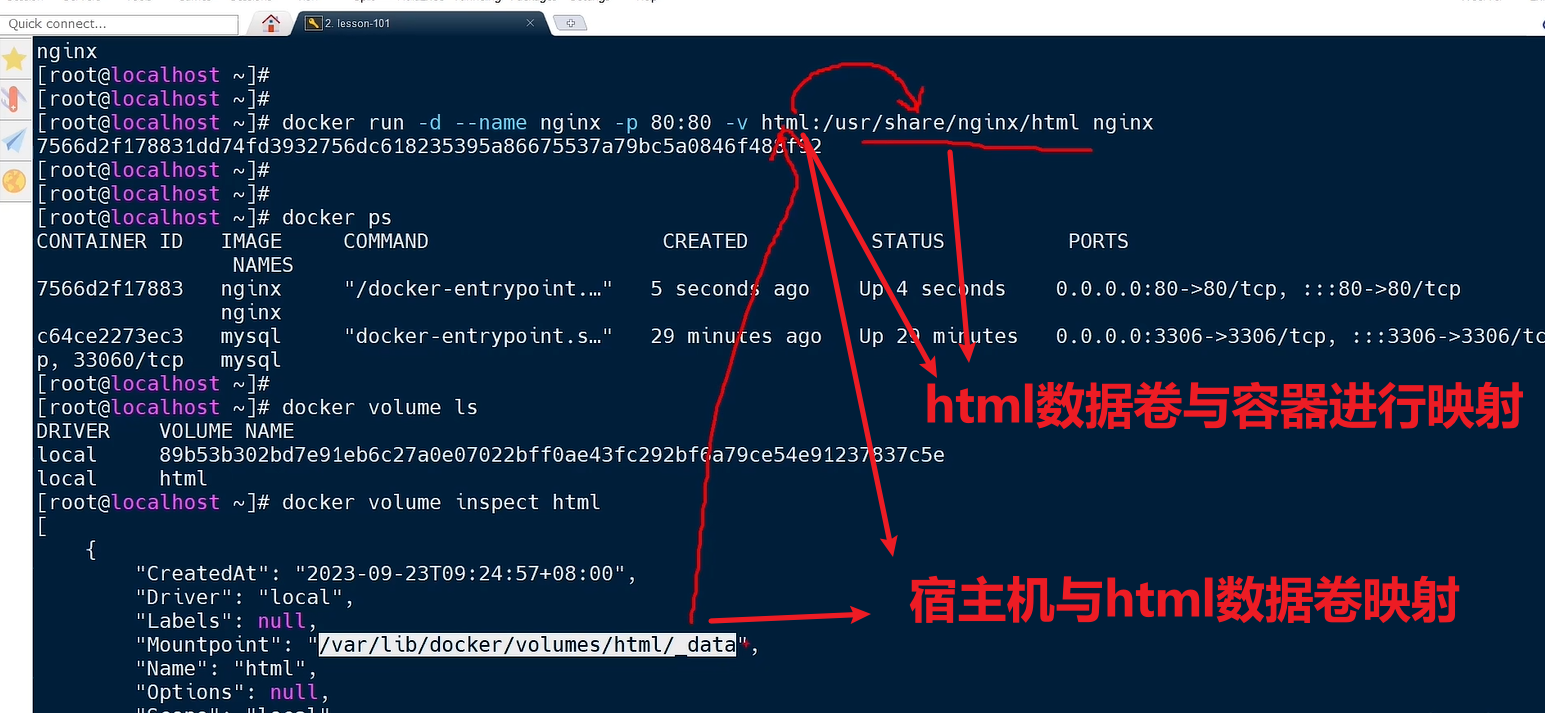 Quick connect...
2. lesson-101
nginx
[root@localhost ~]#
[root@localhost ~]#
[root@localhost ~]# docker run -d --name nginx -p 80:80 -v html:/usr/share/nginx/html nginx
[root@localhost ~]#
[root@localhost ~]#
[root@localhost ~]# docker ps
CONTAINER ID IMAGE COMMAND CREATED STATUS PORTS
NAMES
7566d2f17883 nginx "/docker-entrypoint.…" 5 seconds ago Up 4 seconds 0.0.0.0:80->80/tcp, :::80->80/tcp
nginx
c64ce2273ec3 mysql "docker-entrypoint.s…" 29 minutes ago Up 29 minutes 0.0.0.0:3306->3306/tcp, :::3306->3306/tc
p, 33060/tcp mysql
[root@localhost ~]#
html数据卷与容器进行映射
[root@localhost ~]# docker volume ls
DRIVER VOLUME NAME
local 89b53b302bd7e91eb6c27a0e07022bff0ae43fc292bf6a79ce54e91237837c5e
local html
[root@localhost ~]# docker volume inspect html
[
{
"CreatedAt": "2023-09-23T09:24:57+08:00",
"Driver": "local",
宿主机与html数据卷映射
"Labels": null,
"Mountpoint": "/var/lib/docker/volumes/html/_data",
"Name": "html",
"Options": null,